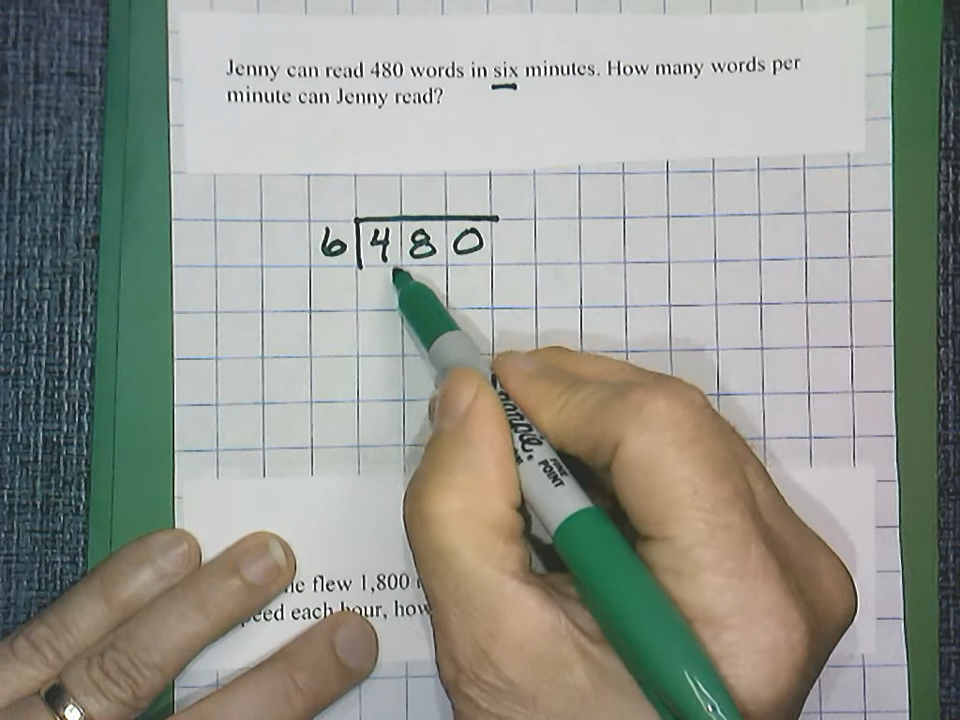 Jenny can read 480 words in six minutes. How many words per
minute can Jenny read?
6 480
Sharpie.
FINE
POINT
flew 1,800
each hour, how